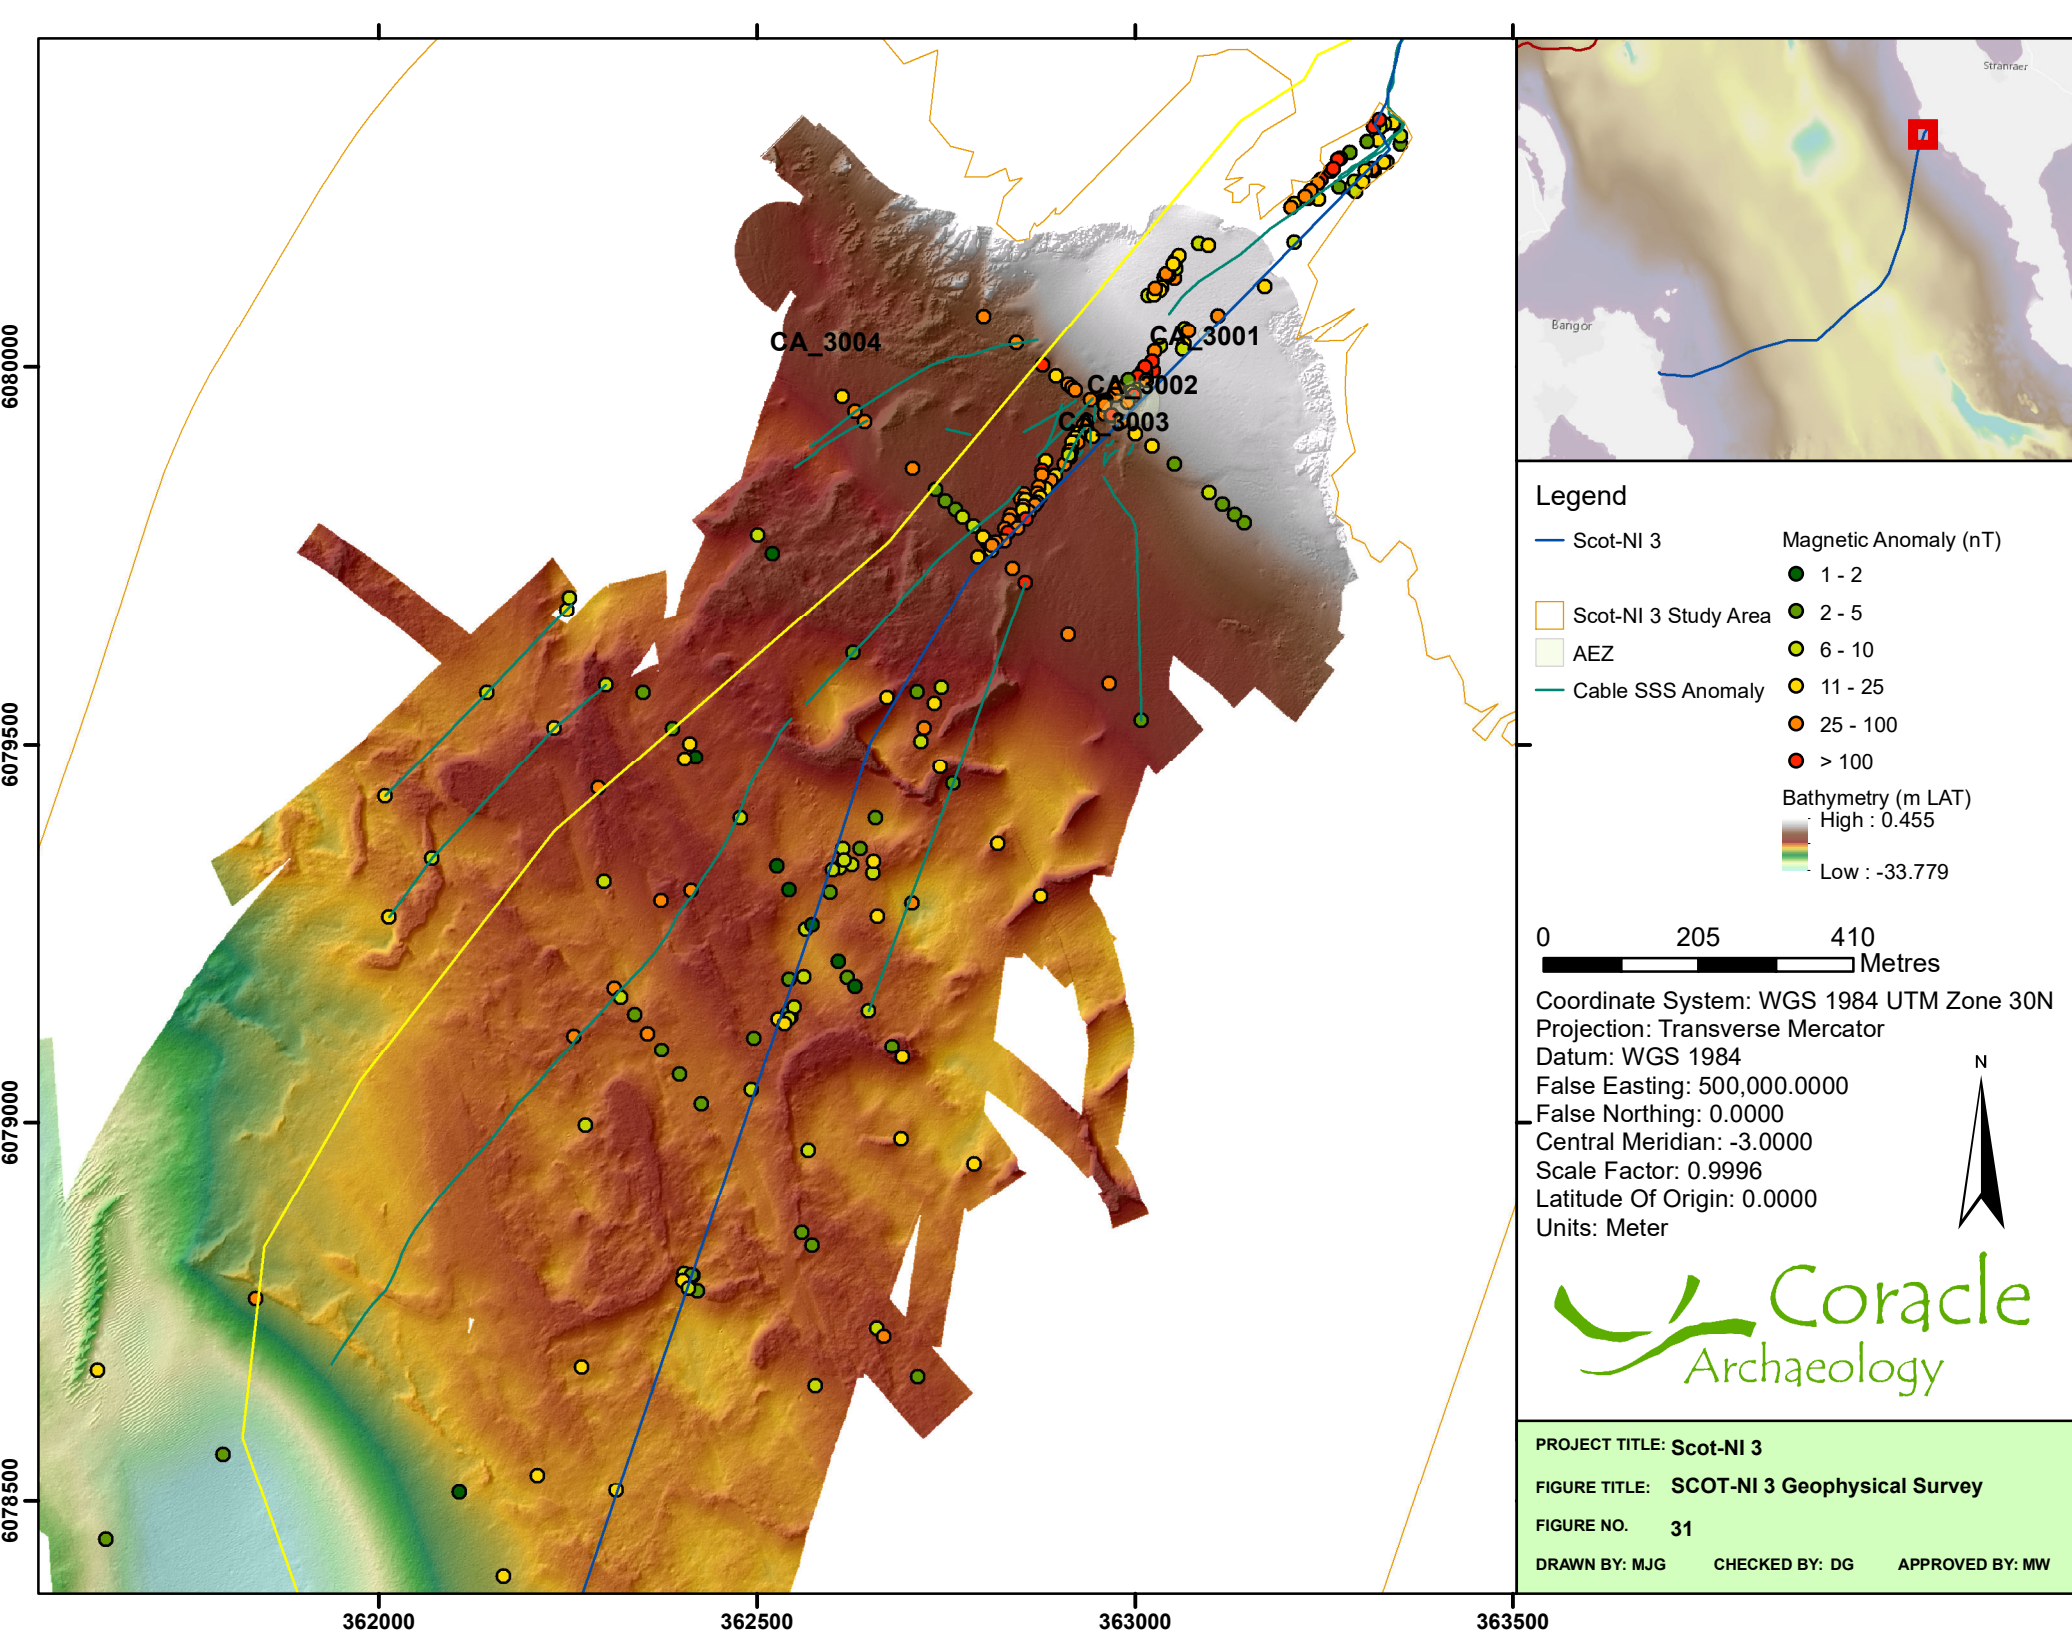 CA_3004
CA_3001
CA_3002
CA_3003
6080000
6079500
6079000
6078500
362000
362500
363000
363500
Stranraer
Bangor
Legend
Scot-NI 3
Scot-NI 3 Study Area
AEZ
Cable SSS Anomaly
Magnetic Anomaly (nT)
1 - 2
2 - 5
6 - 10
11 - 25
25 - 100
> 100
Bathymetry (m LAT)
High : 0.455
Low : -33.779
0 205 410
Metres
Coordinate System: WGS 1984 UTM Zone 30N
Projection: Transverse Mercator
Datum: WGS 1984
False Easting: 500,000.0000
False Northing: 0.0000
Central Meridian: -3.0000
Scale Factor: 0.9996
Latitude Of Origin: 0.0000
Units: Meter
N
Coracle
Archaeology
PROJECT TITLE: Scot-NI 3
FIGURE TITLE: SCOT-NI 3 Geophysical Survey
FIGURE NO. 31
DRAWN BY: MJG CHECKED BY: DG APPROVED BY: MW